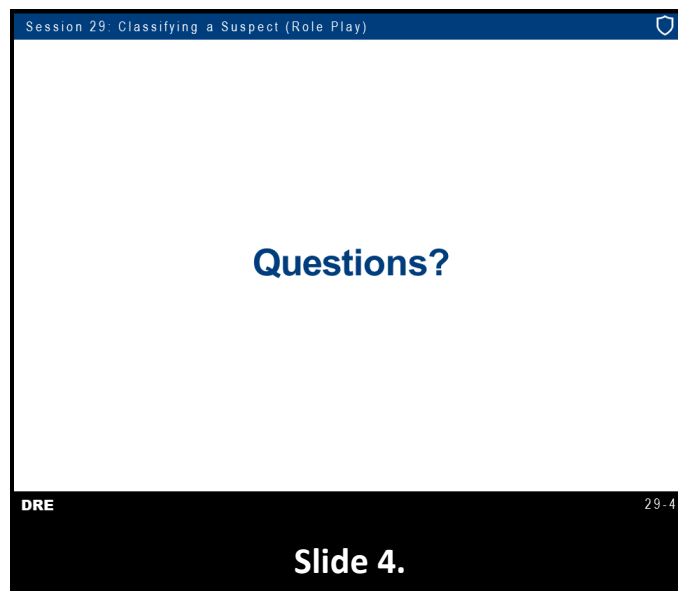 Session 29: Classifying a Suspect (Role Play)
Questions?
DRE
29-4
Slide 4.